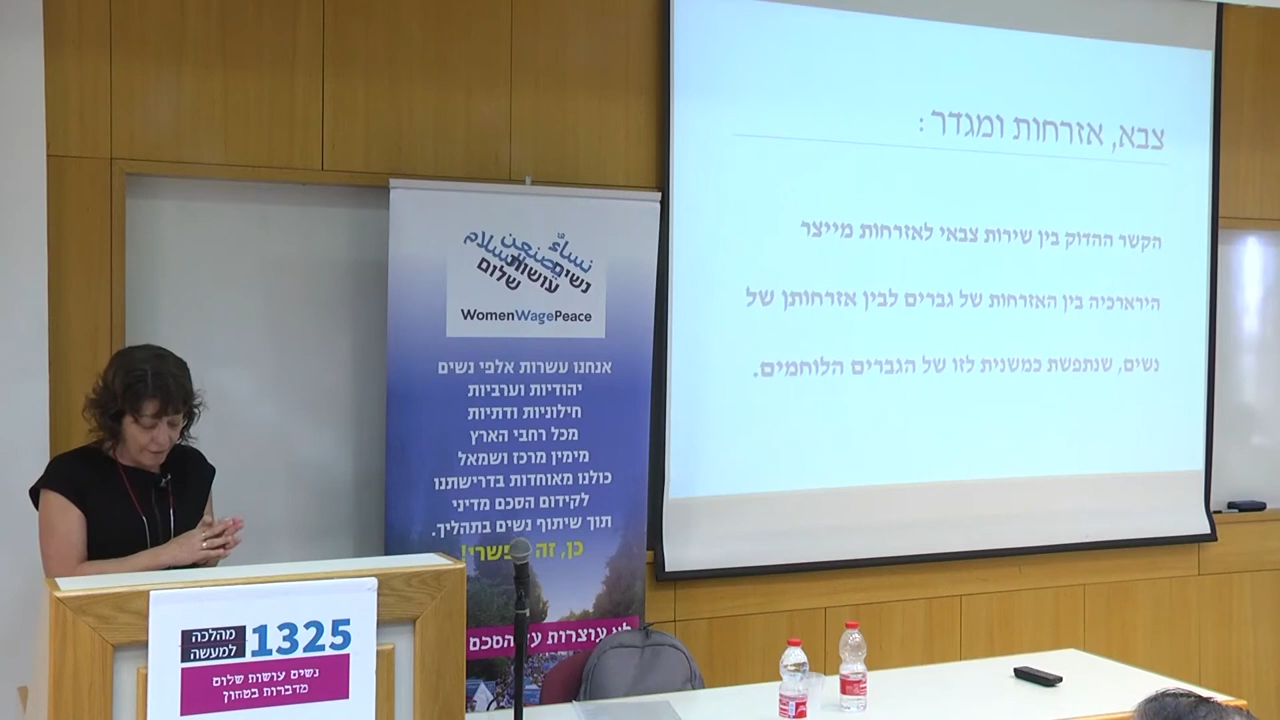 צבא, אזרחות ומגדר:
הקשר ההדוק בין שירות צבאי לאזרחות מייצר
הירארכיה בין האזרחות של גברים לבין אזרחותן של
נשים, שנתפשת כמשנית לזו של הגברים הלוחמים.
نساءٌ
يصنعن
السلام
נשים
עושות
שלום
WomenWagePeace
אנחנו עשרות אלפי נשים
יהודיות וערביות
חילוניות ודתיות
מכל רחבי הארץ
מימין מרכז ושמאל
כולנו מאוחדות בדרישתנו
לקידום הסכם מדיני
תוך שיתוף נשים בתהליך.
כן, זה
לא עוצרות עד הסכם
1325 מהלכה
למעשה
נשים עושות שלום
מדברות בטחון